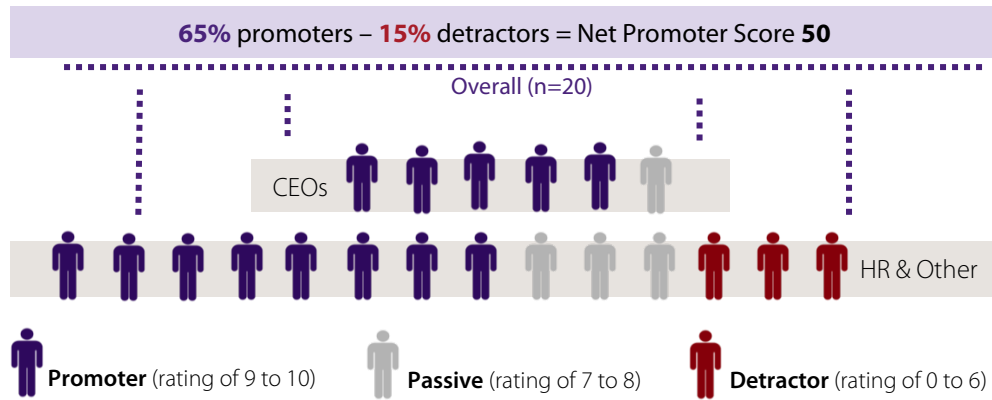 65% promoters – 15% detractors = Net Promoter Score 50
Overall (n=20)
CEOs
HR & Other
Promoter (rating of 9 to 10)
Passive (rating of 7 to 8)
Detractor (rating of 0 to 6)